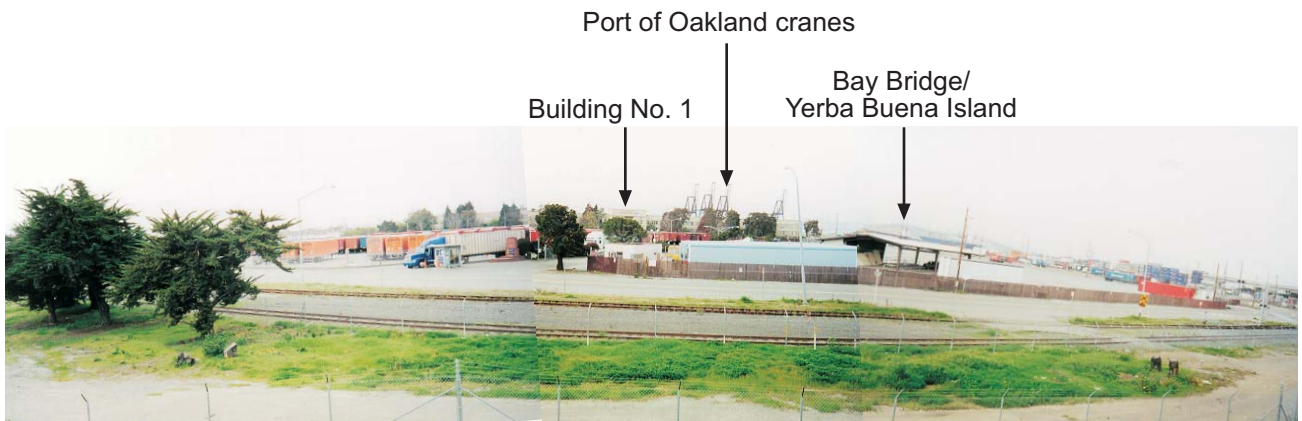 Port of Oakland cranes
Bay Bridge/
Yerba Buena Island
Building No. 1